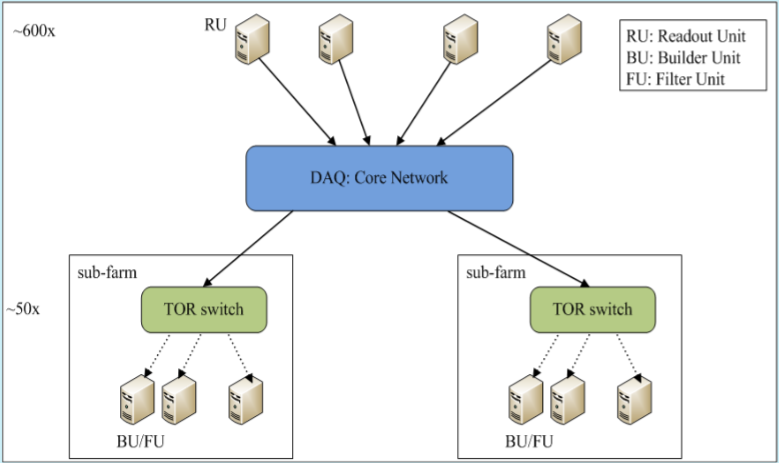 ~600x
RU
RU: Readout Unit
BU: Builder Unit
FU: Filter Unit
DAQ: Core Network
sub-farm
sub-farm
TOR switch
TOR switch
~50x
BU/FU
BU/FU